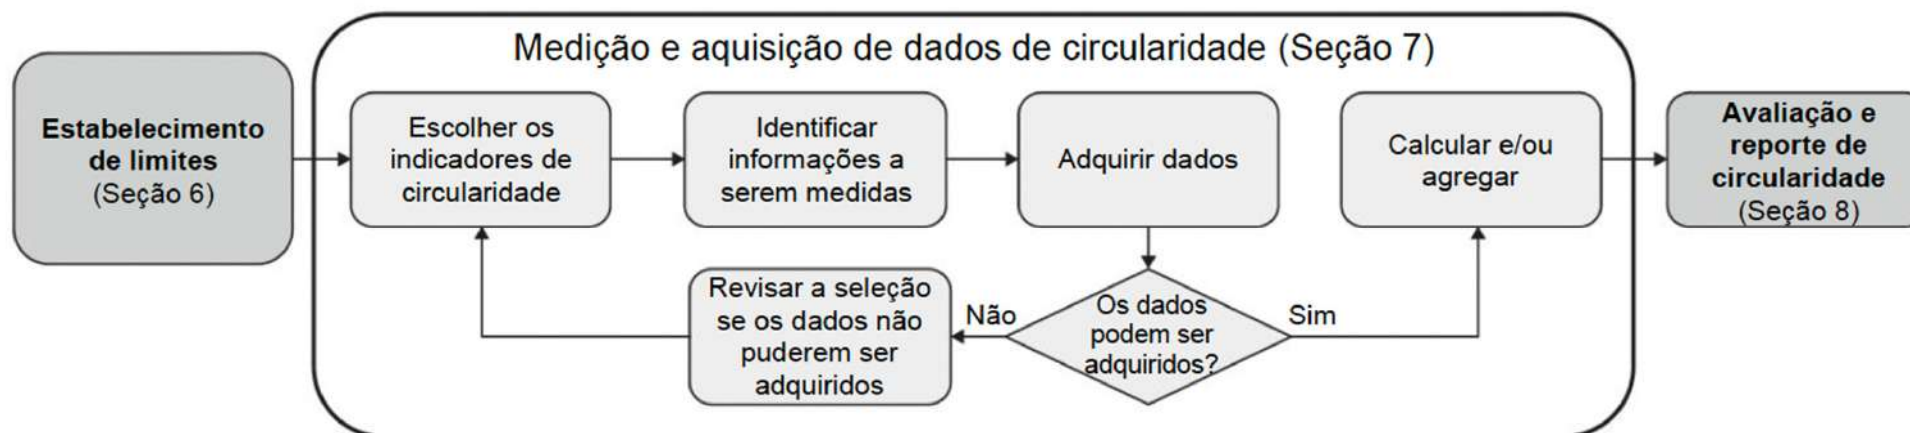 Medição e aquisição de dados de circularidade (Seção 7)
Estabelecimento
de limites
(Seção 6)
Escolher os
indicadores de
circularidade
Identificar
informações a
serem medidas
Adquirir dados
Calcular e/ou
agregar
Avaliação e
reporte de
circularidade
(Seção 8)
Revisar a seleção
se os dados não
puderem ser
adquiridos
Não
Os dados
podem ser
adquiridos?
Sim